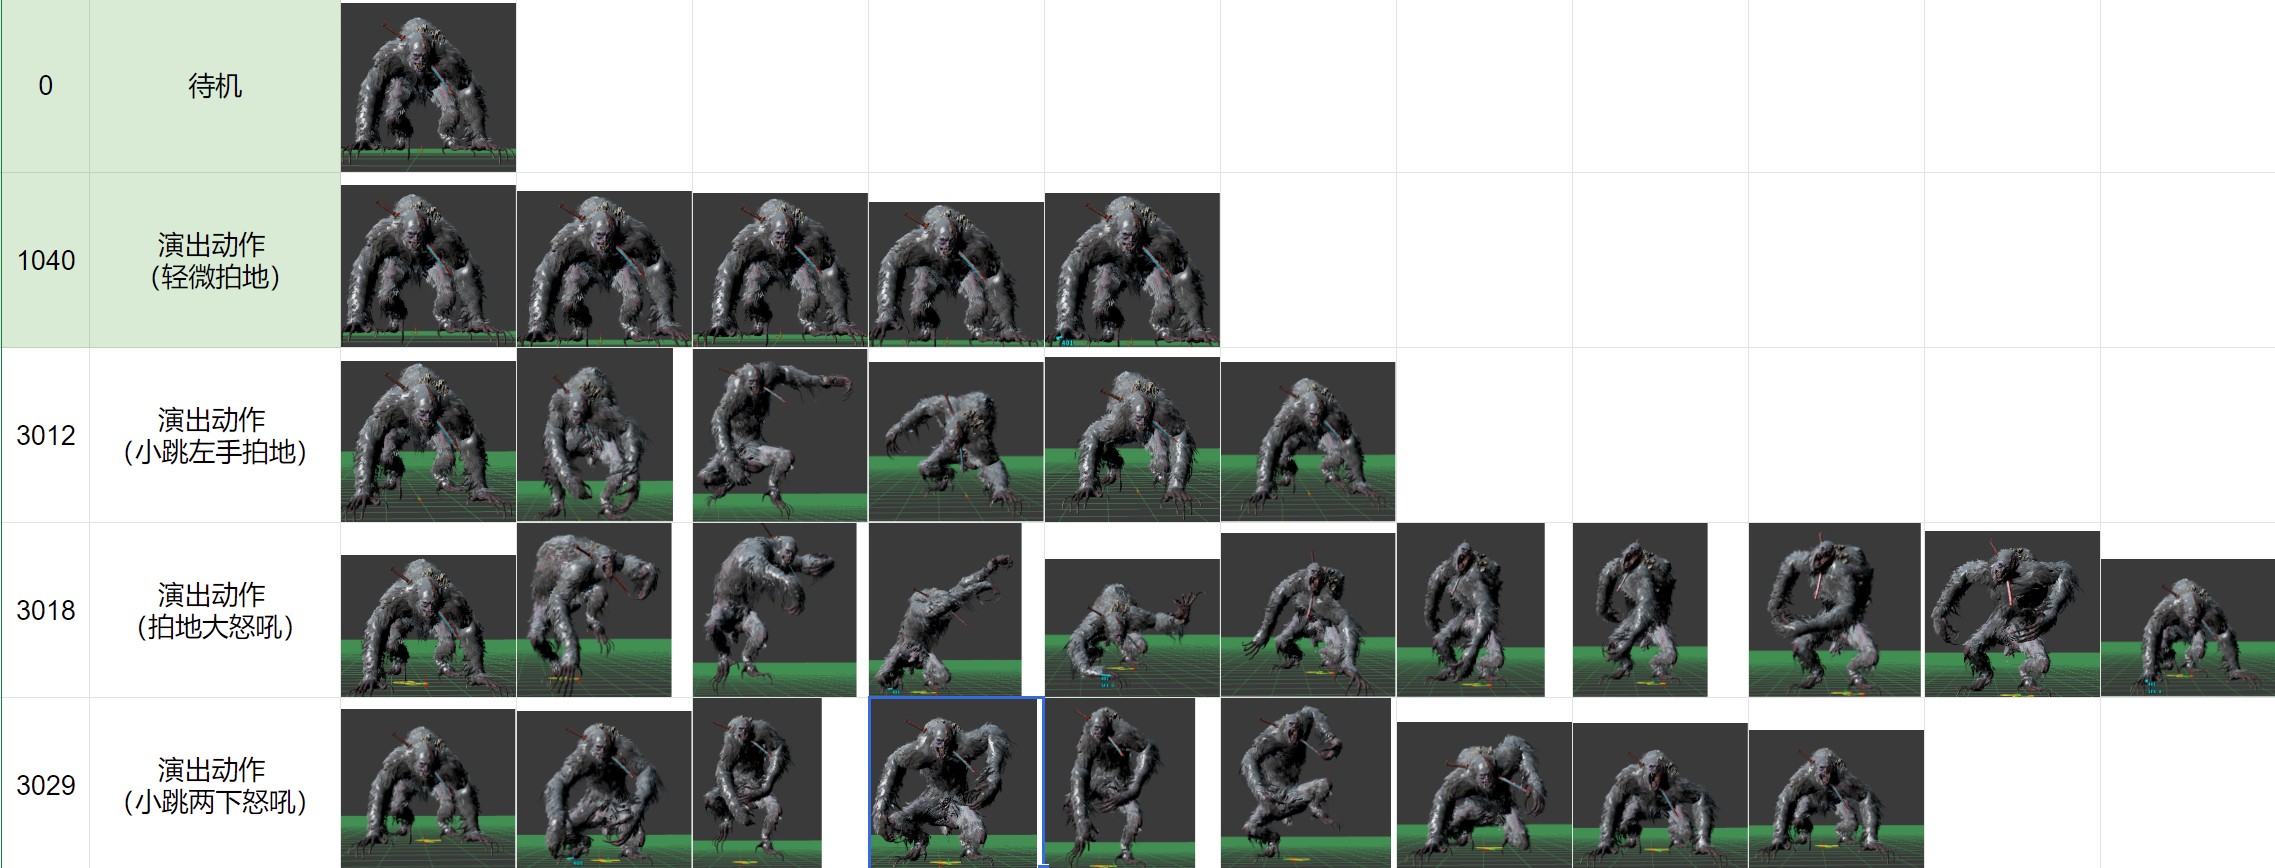 0
待机
1040
演出动作
（轻微拍地）
3012
演出动作
（小跳左手拍地）
3018
演出动作
（拍地大怒吼）
3029
演出动作
（小跳两下怒吼）